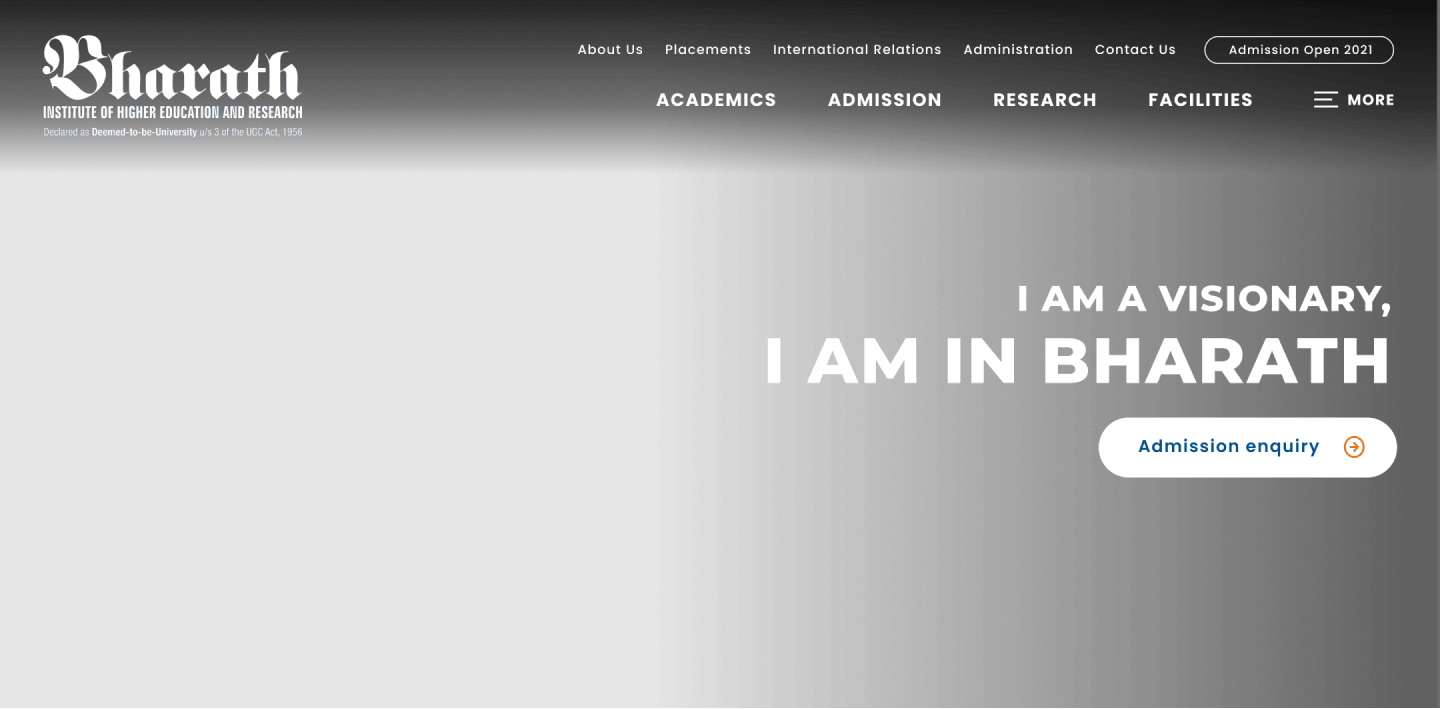 Bharath
INSTITUTE OF HIGHER EDUCATION AND RESEARCH
Declared as Deemed-to-be-University u/s 3 of the UGC Act, 1956
About Us Placements International Relations Administration Contact Us Admission Open 2021
ACADEMICS ADMISSION RESEARCH FACILITIES MORE
I AM A VISIONARY,
I AM IN BHARATH
Admission enquiry